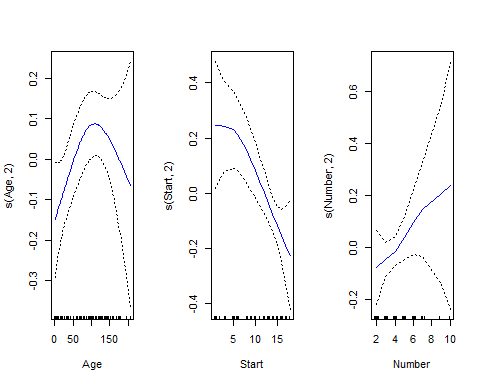 s(Age, 2)
0.2
0.1
0.0
-0.1
-0.2
-0.3
0 50 150
Age
s(Start, 2)
0.4
0.2
0.0
-0.2
-0.4
5 10 15
Start
s(Number, 2)
0.6
0.4
0.2
0.0
-0.2
2 4 6 8 10
Number